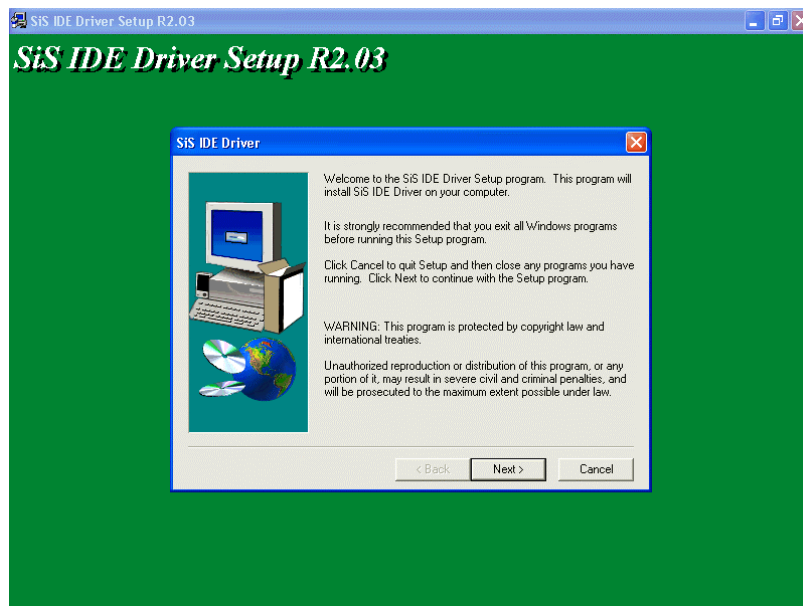 SiS IDE Driver Setup R2.03
SiS IDE Driver Setup R2.03
SiS IDE Driver
Welcome to the SiS IDE Driver Setup program. This program will
install SiS IDE Driver on your computer.
It is strongly recommended that you exit all Windows programs
before running this Setup program.
Click Cancel to quit Setup and then close any programs you have
running. Click Next to continue with the Setup program.
WARNING: This program is protected by copyright law and
international treaties.
Unauthorized reproduction or distribution of this program, or any
portion of it, may result in severe civil and criminal penalties, and
will be prosecuted to the maximum extent possible under law.
< Back Next > Cancel